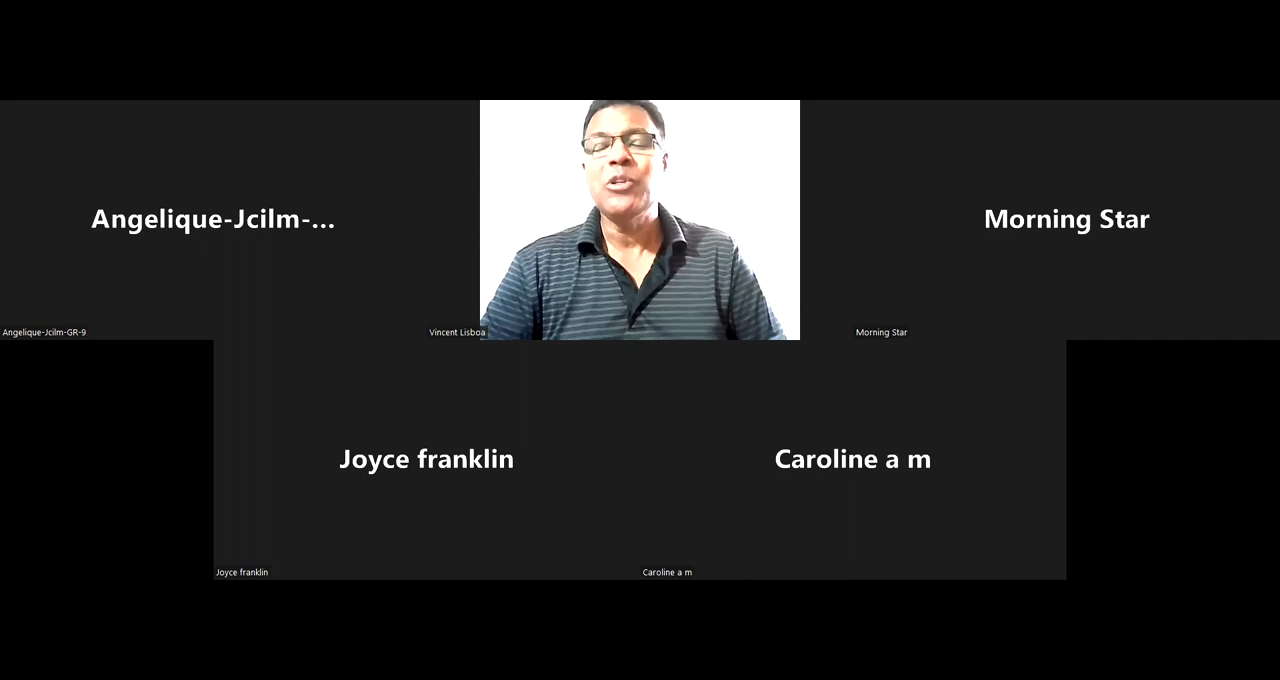 Angelique-Jcilm-...
Morning Star
Angelique-Jcilm-GR-9
Vincent Lisboa
Morning Star
Joyce franklin
Caroline a m
Joyce franklin
Caroline a m